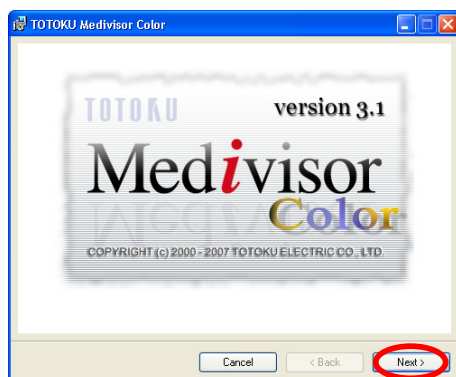 TOTOKU Medivisor Color
TOTOKU
version 3.1
Medivisor
Color
COPYRIGHT (c) 2000 - 2007 TOTOKU ELECTRIC CO., LTD.
Cancel
< Back
Next >